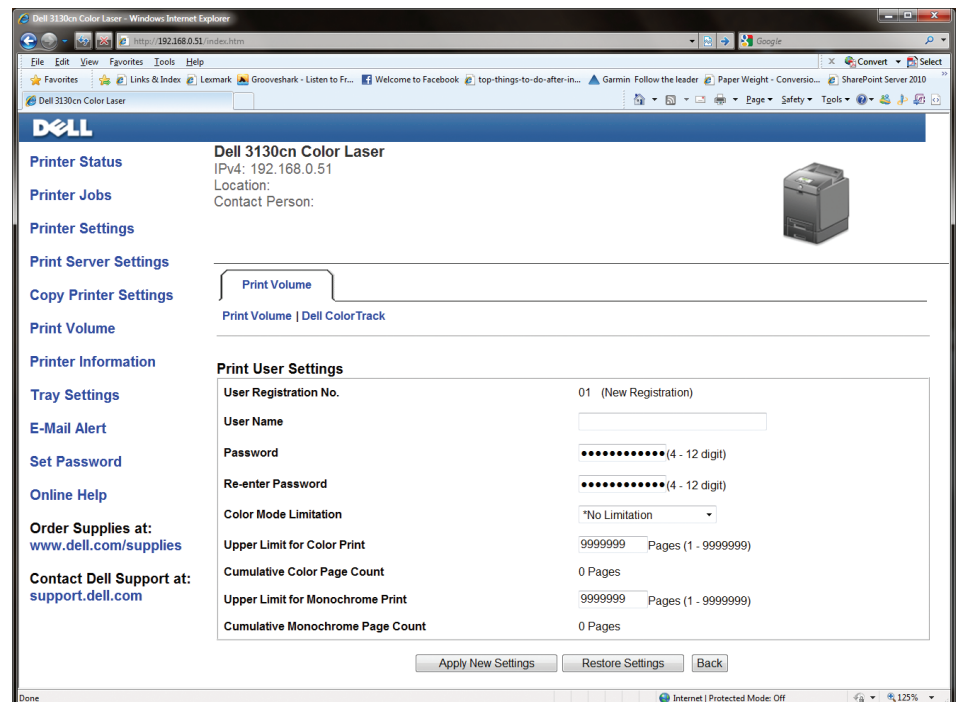 Dell 3130cn Color Laser - Windows Internet Explorer
http://192.168.0.51/index.htm
Google
File Edit View Favorites Tools Help
x Convert Select
Favorites Links & Index Lexmark Grooveshark - Listen to Fr... Welcome to Facebook top-things-to-do-after-in... Garmin Follow the leader Paper Weight - Conversio... SharePoint Server 2010 »
Dell 3130cn Color Laser
Page Safety Tools
DELL
Printer Status
Printer Jobs
Printer Settings
Print Server Settings
Copy Printer Settings
Print Volume
Printer Information
Tray Settings
E-Mail Alert
Set Password
Online Help
Order Supplies at:
www.dell.com/supplies
Contact Dell Support at:
support.dell.com
Dell 3130cn Color Laser
IPv4: 192.168.0.51
Location:
Contact Person:
Print Volume
Print Volume | Dell ColorTrack
Print User Settings
User Registration No. 01 (New Registration)
User Name
Password ●●●●●●●●●●●● (4 - 12 digit)
Re-enter Password ●●●●●●●●●●●● (4 - 12 digit)
Color Mode Limitation *No Limitation
Upper Limit for Color Print 9999999 Pages (1 - 9999999)
Cumulative Color Page Count 0 Pages
Upper Limit for Monochrome Print 9999999 Pages (1 - 9999999)
Cumulative Monochrome Page Count 0 Pages
Apply New Settings Restore Settings Back
Done Internet | Protected Mode: Off 125%